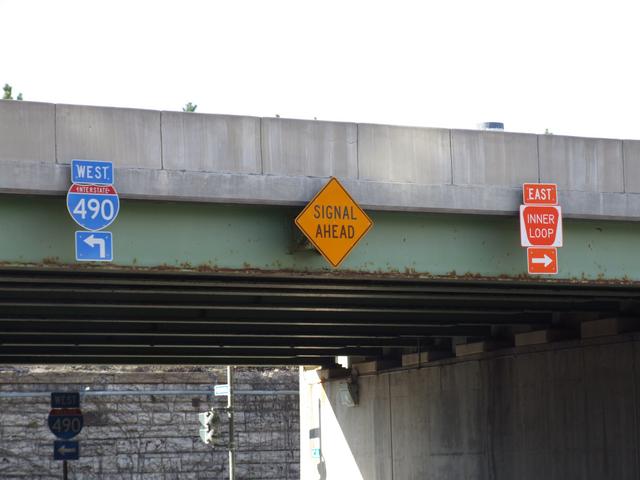 WEST
INTERSTATE
490
SIGNAL
AHEAD
EAST
INNER
LOOP
WEST
490